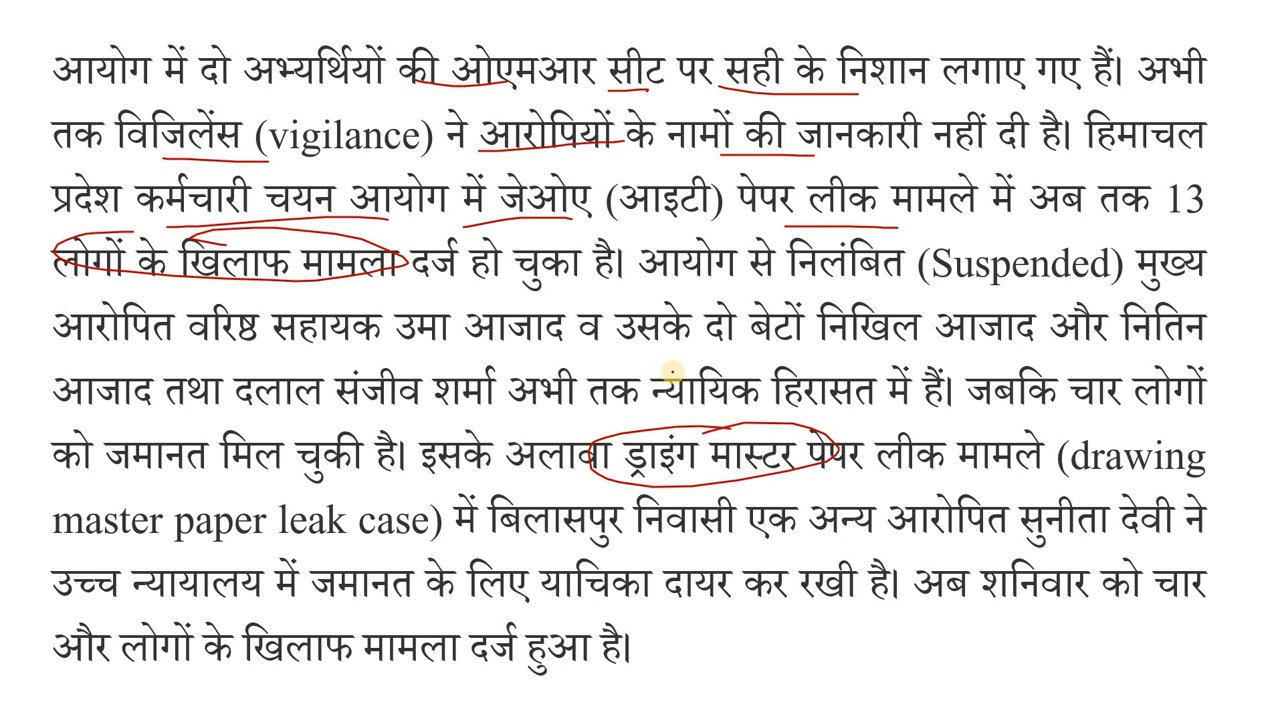 आयोग में दो अभ्यर्थियों की ओएमआर सीट पर सही के निशान लगाए गए हैं। अभी
तक विजिलेंस (vigilance) ने आरोपियों के नामों की जानकारी नहीं दी है। हिमाचल
प्रदेश कर्मचारी चयन आयोग में जेओए (आइटी) पेपर लीक मामले में अब तक 13
लोगों के खिलाफ मामला दर्ज हो चुका है। आयोग से निलंबित (Suspended) मुख्य
आरोपित वरिष्ठ सहायक उमा आजाद व उसके दो बेटों निखिल आजाद और नितिन
आजाद तथा दलाल संजीव शर्मा अभी तक न्यायिक हिरासत में हैं। जबकि चार लोगों
को जमानत मिल चुकी है। इसके अलावा ड्राइंग मास्टर पेपर लीक मामले (drawing
master paper leak case) में बिलासपुर निवासी एक अन्य आरोपित सुनीता देवी ने
उच्च न्यायालय में जमानत के लिए याचिका दायर कर रखी है। अब शनिवार को चार
और लोगों के खिलाफ मामला दर्ज हुआ है।